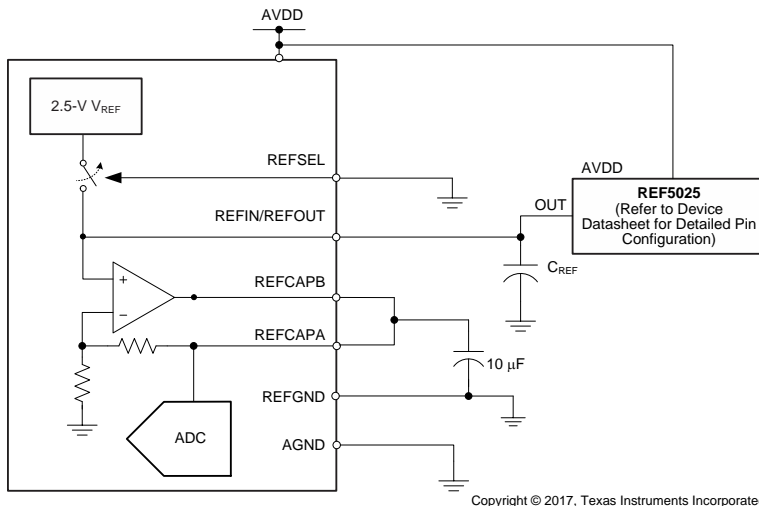 AVDD
2.5-V VREF
REFSEL
AVDD
REF5025
(Refer to Device
Datasheet for Detailed Pin
Configuration)
OUT
REFIN/REFOUT
CREF
+
−
REFCAPB
REFCAPA
10 μF
REFGND
ADC
AGND
Copyright © 2017, Texas Instruments Incorporate